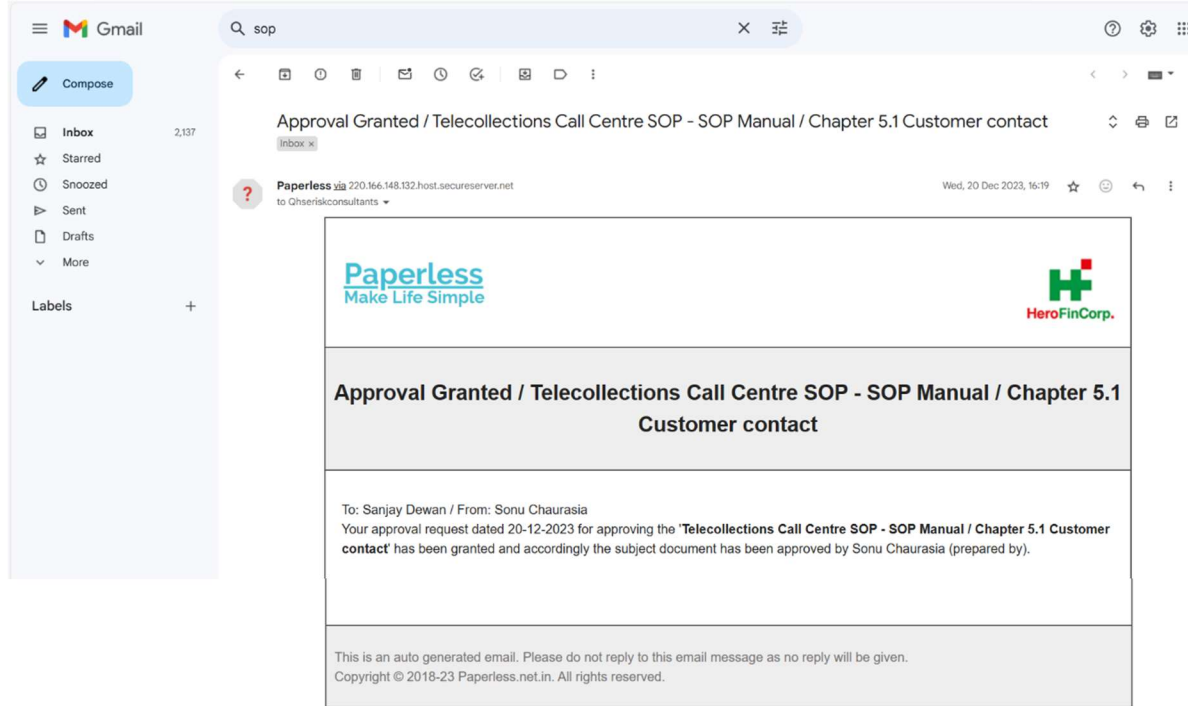 Gmail
sop
Compose
Inbox 2,137
Starred
Snoozed
Sent
Drafts
More
Labels +
Approval Granted / Telecollections Call Centre SOP - SOP Manual / Chapter 5.1 Customer contact
Inbox ×
Paperless via 220.166.148.132.host.secureserver.net
Wed, 20 Dec 2023, 16:19
to Qhseriskconsultants
?
Paperless
Make Life Simple
HeroFinCorp.
Approval Granted / Telecollections Call Centre SOP - SOP Manual / Chapter 5.1
Customer contact
To: Sanjay Dewan / From: Sonu Chaurasia
Your approval request dated 20-12-2023 for approving the 'Telecollections Call Centre SOP - SOP Manual / Chapter 5.1 Customer
contact' has been granted and accordingly the subject document has been approved by Sonu Chaurasia (prepared by).
This is an auto generated email. Please do not reply to this email message as no reply will be given.
Copyright © 2018-23 Paperless.net.in. All rights reserved.